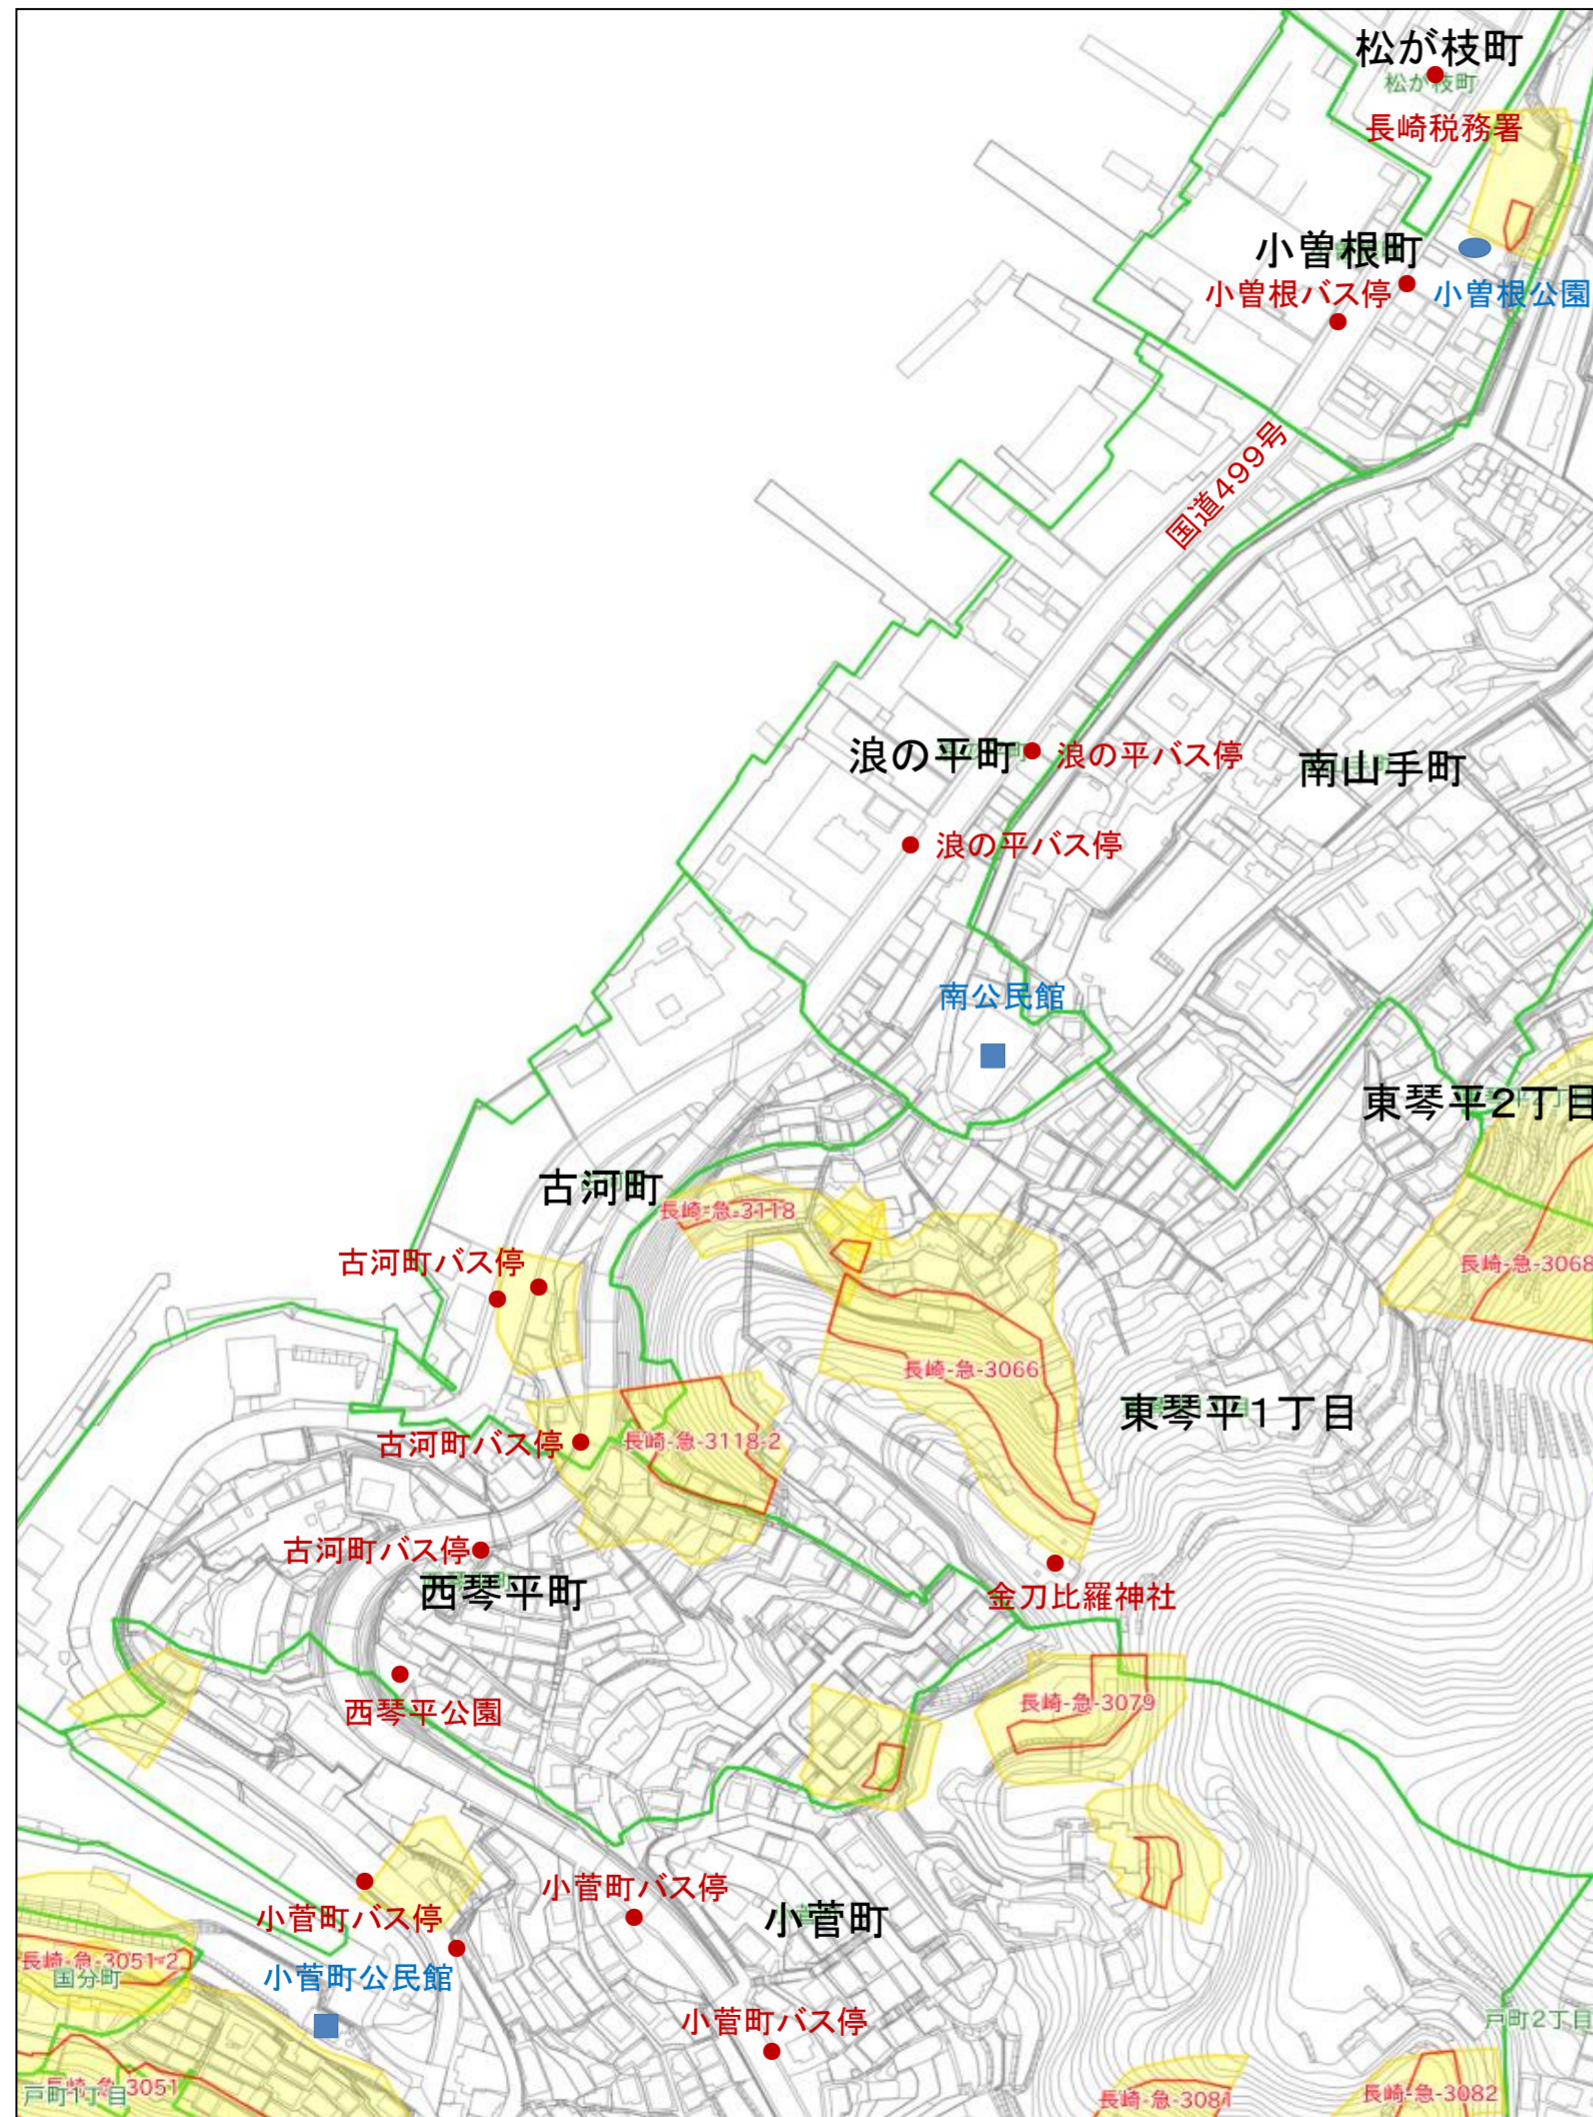 松が枝町
松が枝町
長崎税務署
小曽根町
小曽根バス停
小曽根公園
国道499号
浪の平町
浪の平バス停
南山手町
浪の平バス停
南公民館
東琴平2丁目
古河町
長崎-急-3118
古河町バス停
長崎-急-3068
長崎-急-3066
東琴平1丁目
古河町バス停
長崎-急-3118-2
古河町バス停
西琴平町
金刀比羅神社
西琴平公園
長崎-急-3079
小菅町バス停
小菅町バス停
小菅町
長崎-急-3051-2
国分町
小菅町公民館
小菅町バス停
戸町2丁目
長崎-急-3051
戸町1丁目
長崎-急-3081
長崎-急-3082